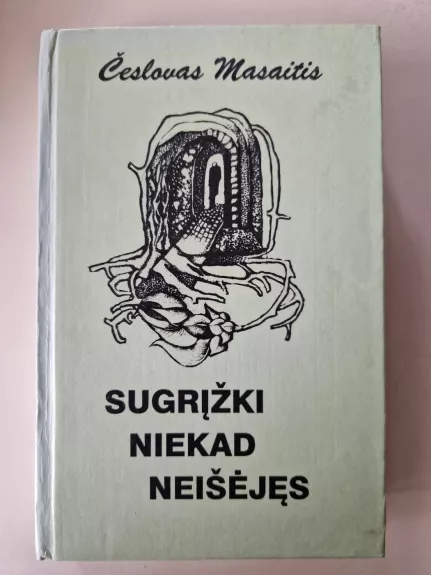 Česlovas Masaitis
SUGRĮŽKI
NIEKAD
NEIŠĖJĘS